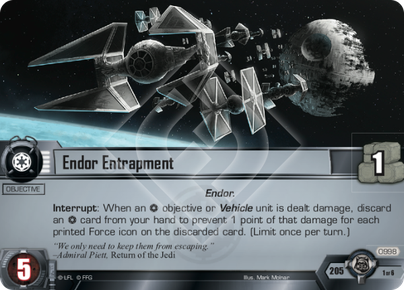 Endor Entrapment
1
OBJECTIVE
Endor.
Interrupt: When an objective or Vehicle unit is dealt damage, discard
an card from your hand to prevent 1 point of that damage for each
printed Force icon on the discarded card. (Limit once per turn.)
"We only need to keep them from escaping."
–Admiral Piett, Return of the Jedi
5
©LFL © FFG
Illus. Mark Molnar
205
0998
1 of 6